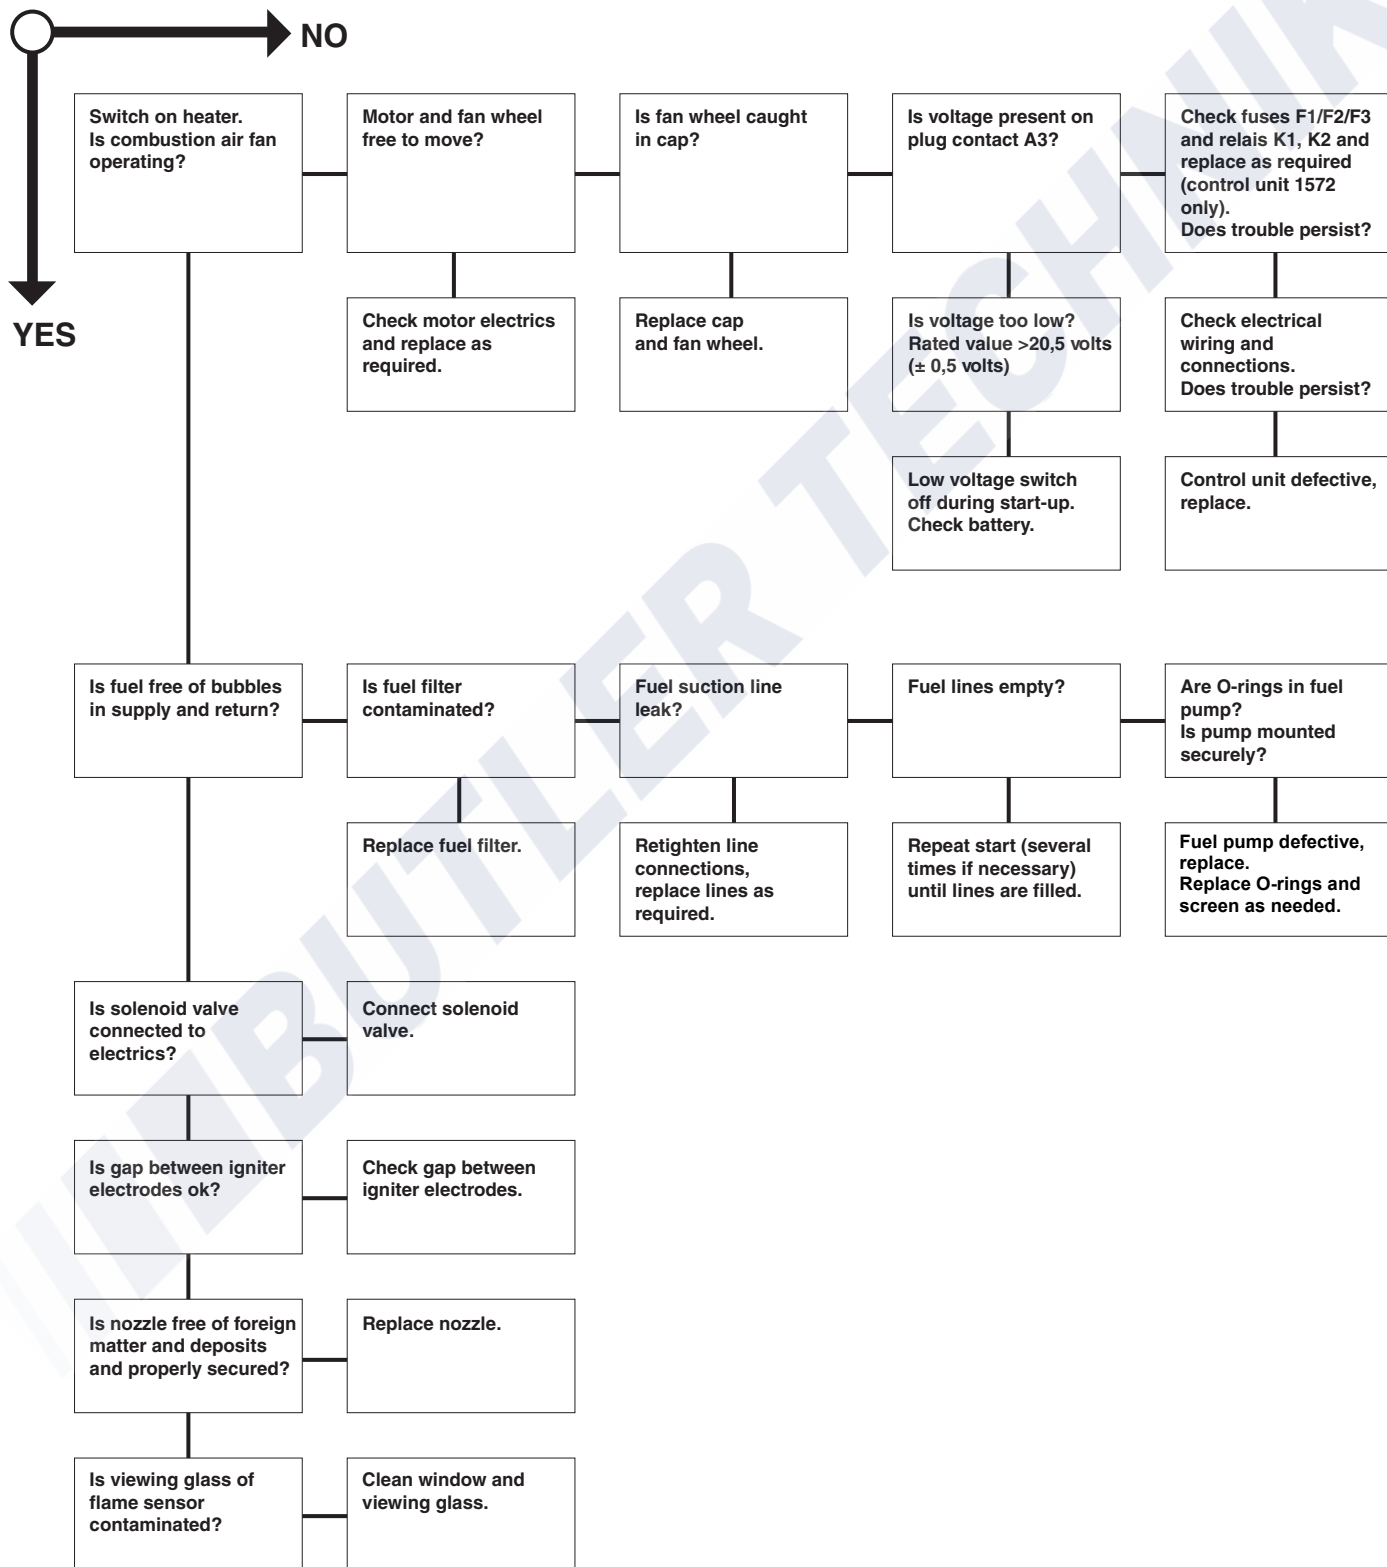 NO
YES
Switch on heater.
Is combustion air fan
operating?
Motor and fan wheel
free to move?
Is fan wheel caught
in cap?
Is voltage present on
plug contact A3?
Check fuses F1/F2/F3
and relais K1, K2 and
replace as required
(control unit 1572
only).
Does trouble persist?
Check motor electrics
and replace as
required.
Replace cap
and fan wheel.
Is voltage too low?
Rated value >20,5 volts
(± 0,5 volts)
Check electrical
wiring and
connections.
Does trouble persist?
Low voltage switch
off during start-up.
Check battery.
Control unit defective,
replace.
Is fuel free of bubbles
in supply and return?
Is fuel filter
contaminated?
Fuel suction line
leak?
Fuel lines empty?
Are O-rings in fuel
pump?
Is pump mounted
securely?
Replace fuel filter.
Retighten line
connections,
replace lines as
required.
Repeat start (several
times if necessary)
until lines are filled.
Fuel pump defective,
replace.
Replace O-rings and
screen as needed.
Is solenoid valve
connected to
electrics?
Connect solenoid
valve.
Is gap between igniter
electrodes ok?
Check gap between
igniter electrodes.
Is nozzle free of foreign
matter and deposits
and properly secured?
Replace nozzle.
Is viewing glass of
flame sensor
contaminated?
Clean window and
viewing glass.
BUTLER TECHNIK